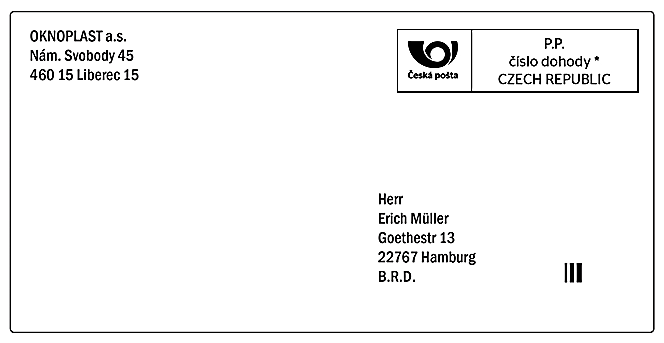 OKNOPLAST a.s.
Nám. Svobody 45
460 15 Liberec 15
Česká pošta
P.P.
číslo dohody *
CZECH REPUBLIC
Herr
Erich Müller
Goethestr 13
22767 Hamburg
B.R.D.